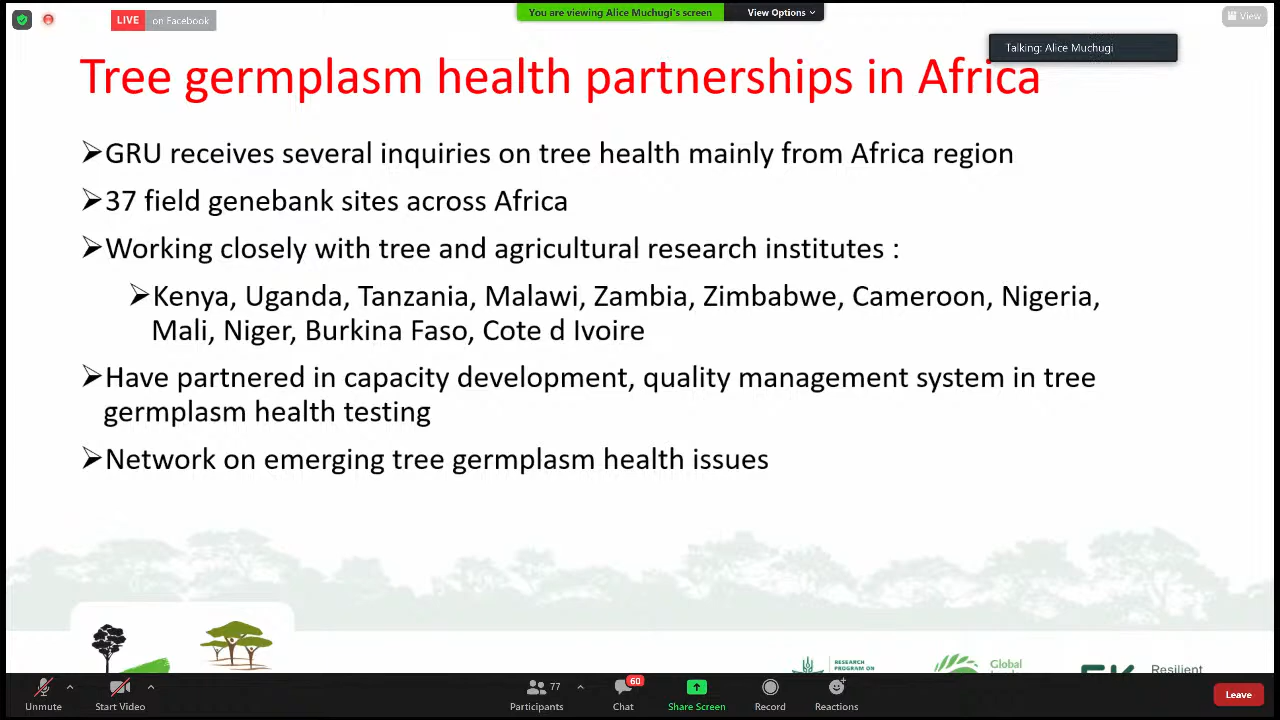 LIVE on Facebook
You are viewing Alice Muchugi's screen View Options
View
Talking: Alice Muchugi
Tree germplasm health partnerships in Africa
➢GRU receives several inquiries on tree health mainly from Africa region
➢37 field genebank sites across Africa
➢Working closely with tree and agricultural research institutes :
➢Kenya, Uganda, Tanzania, Malawi, Zambia, Zimbabwe, Cameroon, Nigeria,
Mali, Niger, Burkina Faso, Cote d Ivoire
➢Have partnered in capacity development, quality management system in tree
germplasm health testing
➢Network on emerging tree germplasm health issues
RESEARCH
PROGRAM ON
Global
Resilient
77
60
Unmute Start Video Participants Chat Share Screen Record Reactions Leave